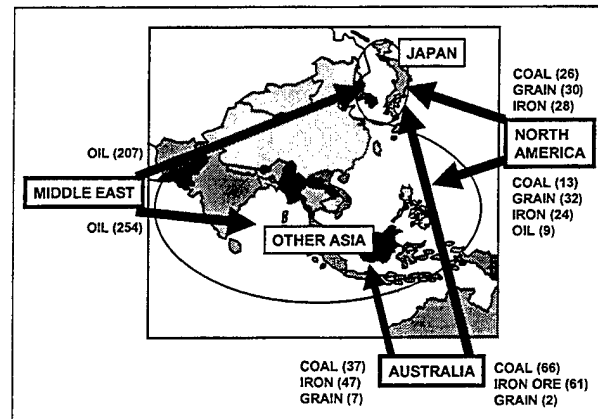 JAPAN
COAL (26)
GRAIN (30)
IRON (28)
NORTH
AMERICA
OIL (207)
MIDDLE EAST
OIL (254)
COAL (13)
GRAIN (32)
IRON (24)
OIL (9)
OTHER ASIA
COAL (37)
IRON (47)
GRAIN (7)
AUSTRALIA
COAL (66)
IRON ORE (61)
GRAIN (2)